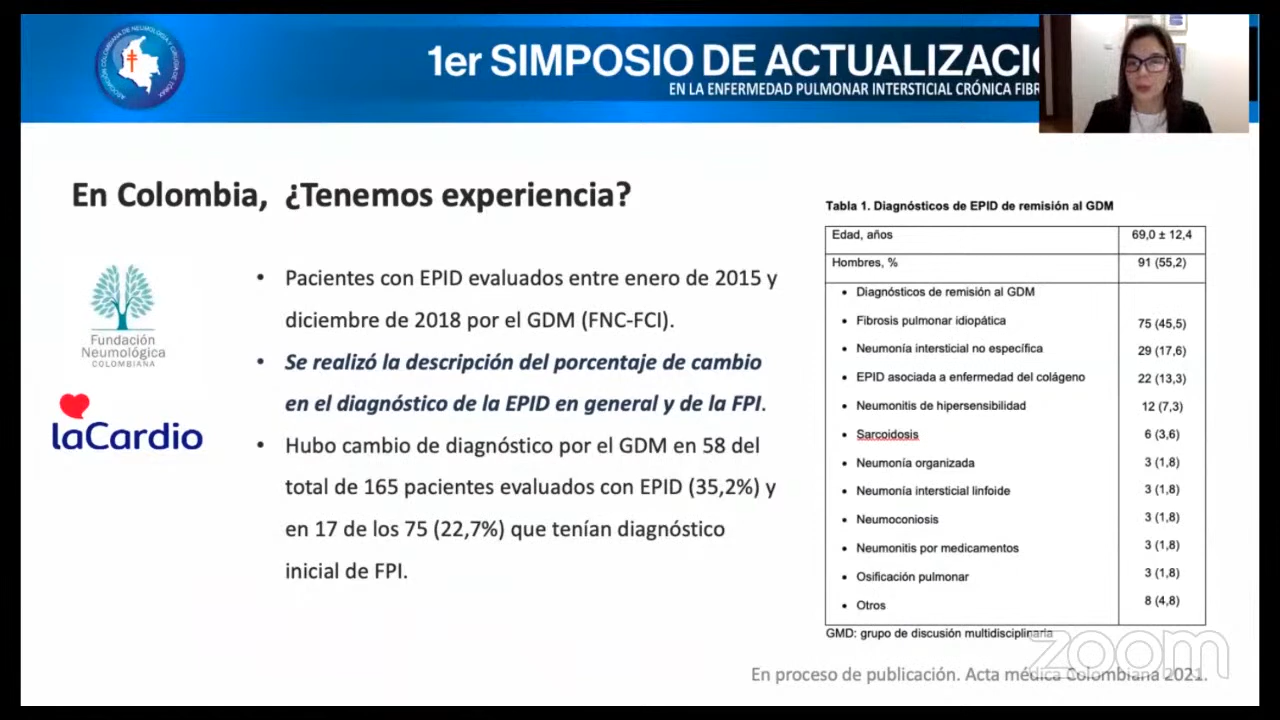 ASOCIACIÓN COLOMBIANA DE NEUMOLOGÍA Y CIRUGÍA DE TÓRAX
1er SIMPOSIO DE ACTUALIZACIÓ
EN LA ENFERMEDAD PULMONAR INTERSTICIAL CRÓNICA FIBR
En Colombia, ¿Tenemos experiencia?
Fundación
Neumológica
COLOMBIANA
laCardio
• Pacientes con EPID evaluados entre enero de 2015 y
diciembre de 2018 por el GDM (FNC-FCI).
• Se realizó la descripción del porcentaje de cambio
en el diagnóstico de la EPID en general y de la FPI.
• Hubo cambio de diagnóstico por el GDM en 58 del
total de 165 pacientes evaluados con EPID (35,2%) y
en 17 de los 75 (22,7%) que tenían diagnóstico
inicial de FPI.
Tabla 1. Diagnósticos de EPID de remisión al GDM
Edad, años 69,0 ± 12,4
Hombres, % 91 (55,2)
• Diagnósticos de remisión al GDM
• Fibrosis pulmonar idiopática 75 (45,5)
• Neumonía intersticial no específica 29 (17,6)
• EPID asociada a enfermedad del colágeno 22 (13,3)
• Neumonitis de hipersensibilidad 12 (7,3)
• Sarcoidosis 6 (3,6)
• Neumonía organizada 3 (1,8)
• Neumonía intersticial linfoide 3 (1,8)
• Neumoconiosis 3 (1,8)
• Neumonitis por medicamentos 3 (1,8)
• Osificación pulmonar 3 (1,8)
• Otros 8 (4,8)
GMD: grupo de discusión multidisciplinaria
zoom
En proceso de publicación. Acta médica Colombiana 2021.